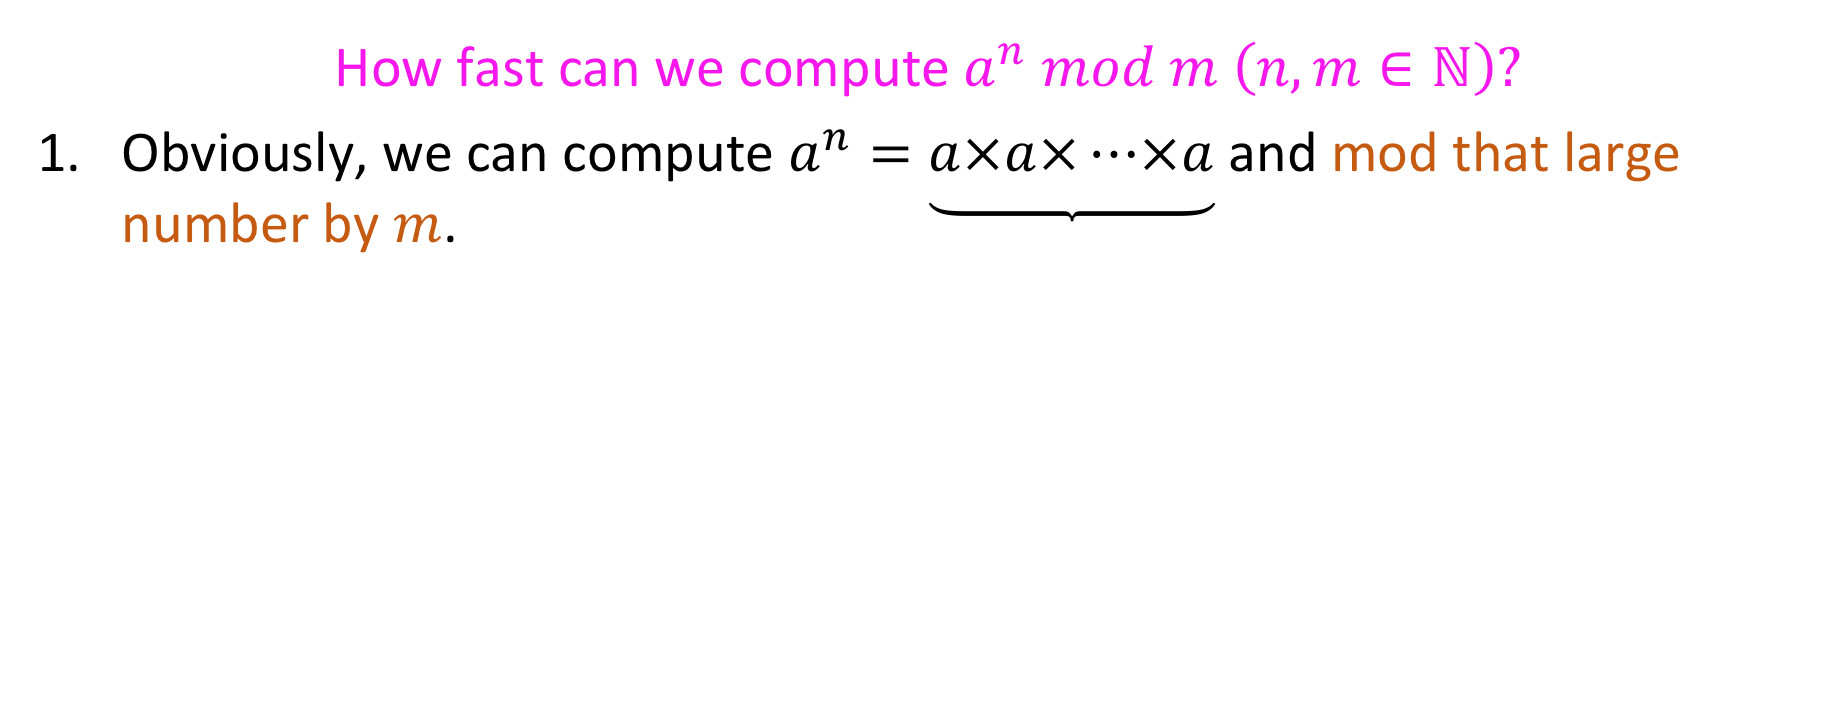 How fast can we compute 𝑎ⁿ 𝑚𝑜𝑑 𝑚 (𝑛, 𝑚 ∈ ℕ)?
1. Obviously, we can compute 𝑎ⁿ = 𝑎×𝑎× ⋯×𝑎 and mod that large
number by 𝑚.